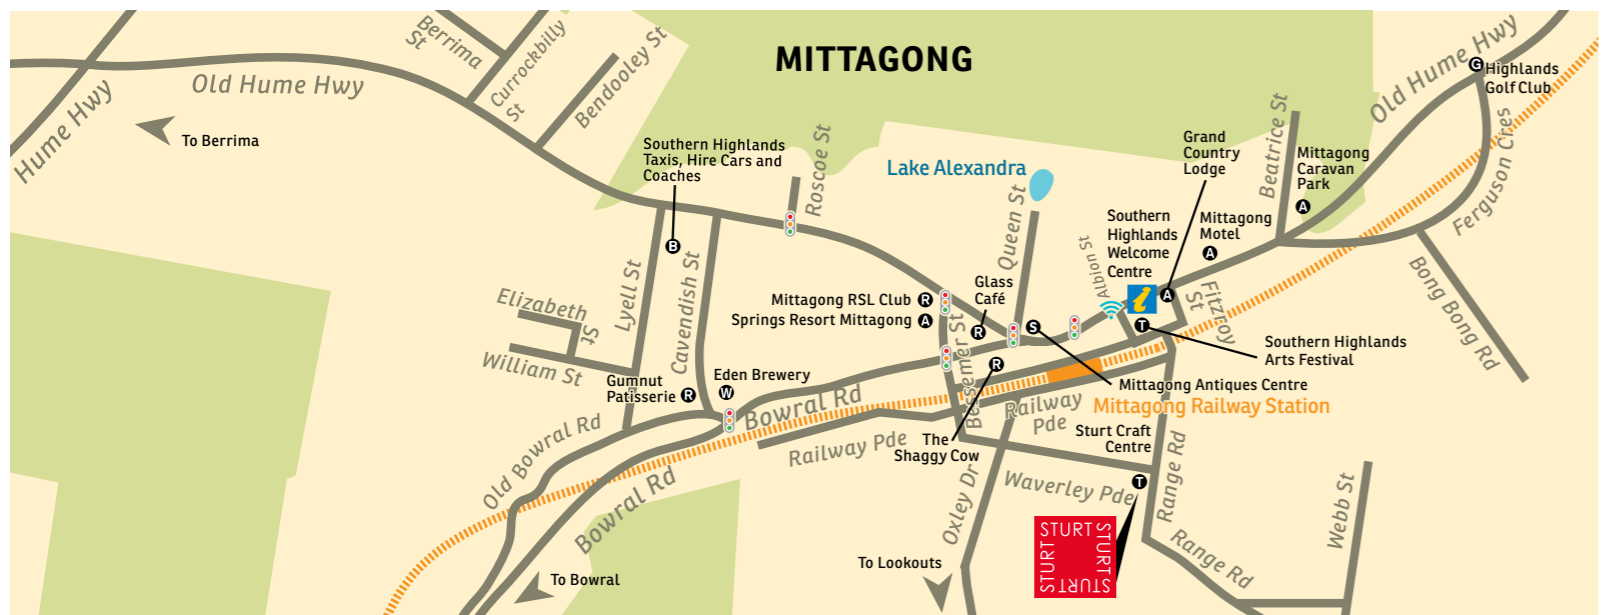 MITTAGONG
Berrima
St
Currockbilly
St
Bendooley St
Old Hume Hwy
Hume Hwy
To Berrima
Southern Highlands
Taxis, Hire Cars and
Coaches
B
Roscoe St
Lake Alexandra
Queen St
Grand
Country
Lodge
Beatrice St
Old Hume Hwy
G
Highlands
Golf Club
Mittagong
Caravan
Park
A
Ferguson Cres
Southern
Highlands
Welcome
Centre
Mittagong
Motel
A
Albion St
i
A
Fitzroy
St
T
Southern Highlands
Arts Festival
Bong Bong Rd
Elizabeth
St
William St
Lyell St
Cavendish St
Mittagong RSL Club
R
Springs Resort Mittagong
A
Glass
Café
R
S
Mittagong Antiques Centre
Mittagong Railway Station
Bessemer St
R
The
Shaggy Cow
Gumnut
Patisserie
R
Eden Brewery
W
Bowral Rd
Railway Pde
Railway
Pde
Old Bowral Rd
Bowral Rd
To Bowral
Oxley Dr
To Lookouts
Waverley Pde
Sturt Craft
Centre
T
STURT
STURT
STURT
STURT
Range Rd
Range Rd
Webb St